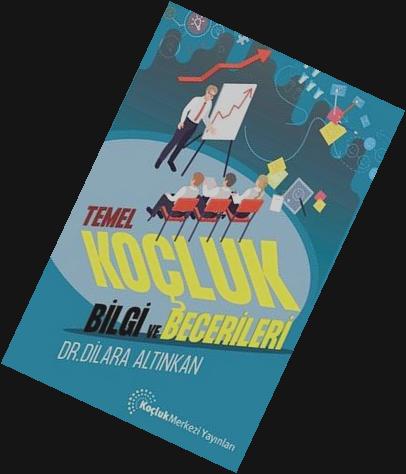 TEMEL
KOÇLUK
BİLGİ VE BECERİLERİ
DR.DİLARA ALTINKAN
KoçlukMerkezi Yayınları